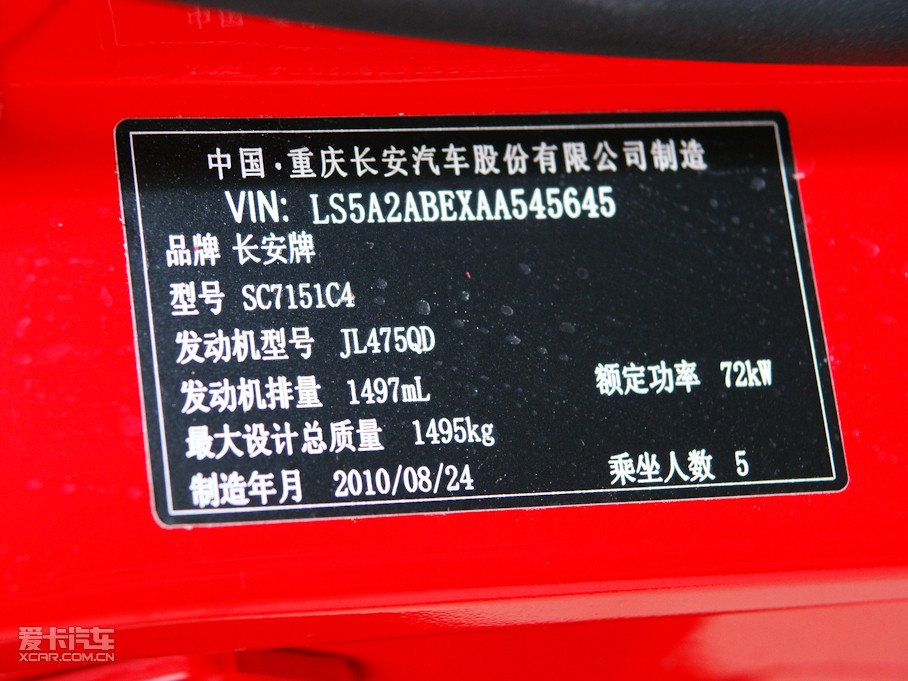 中国·重庆长安汽车股份有限公司制造
VIN: LS5A2ABEXAA545645
品牌 长安牌
型号 SC7151C4
发动机型号 JL475QD
发动机排量 1497mL 额定功率 72kW
最大设计总质量 1495kg
制造年月 2010/08/24 乘坐人数 5
爱卡汽车
XCAR.COM.CN